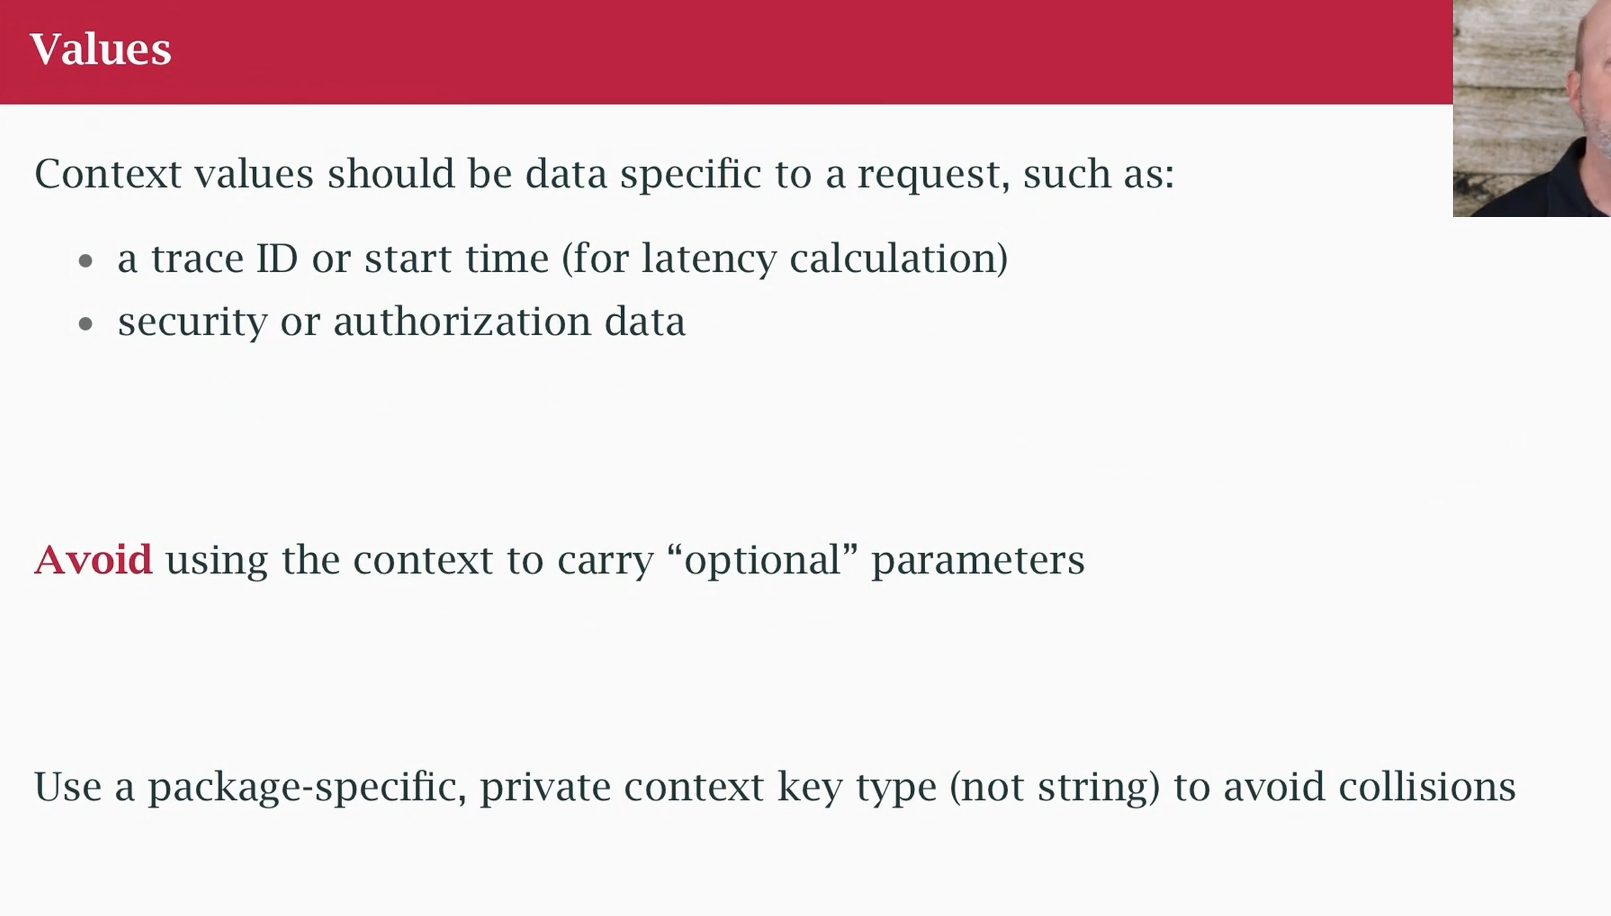 Values
Context values should be data specific to a request, such as:
• a trace ID or start time (for latency calculation)
• security or authorization data
Avoid using the context to carry “optional” parameters
Use a package-specific, private context key type (not string) to avoid collisions